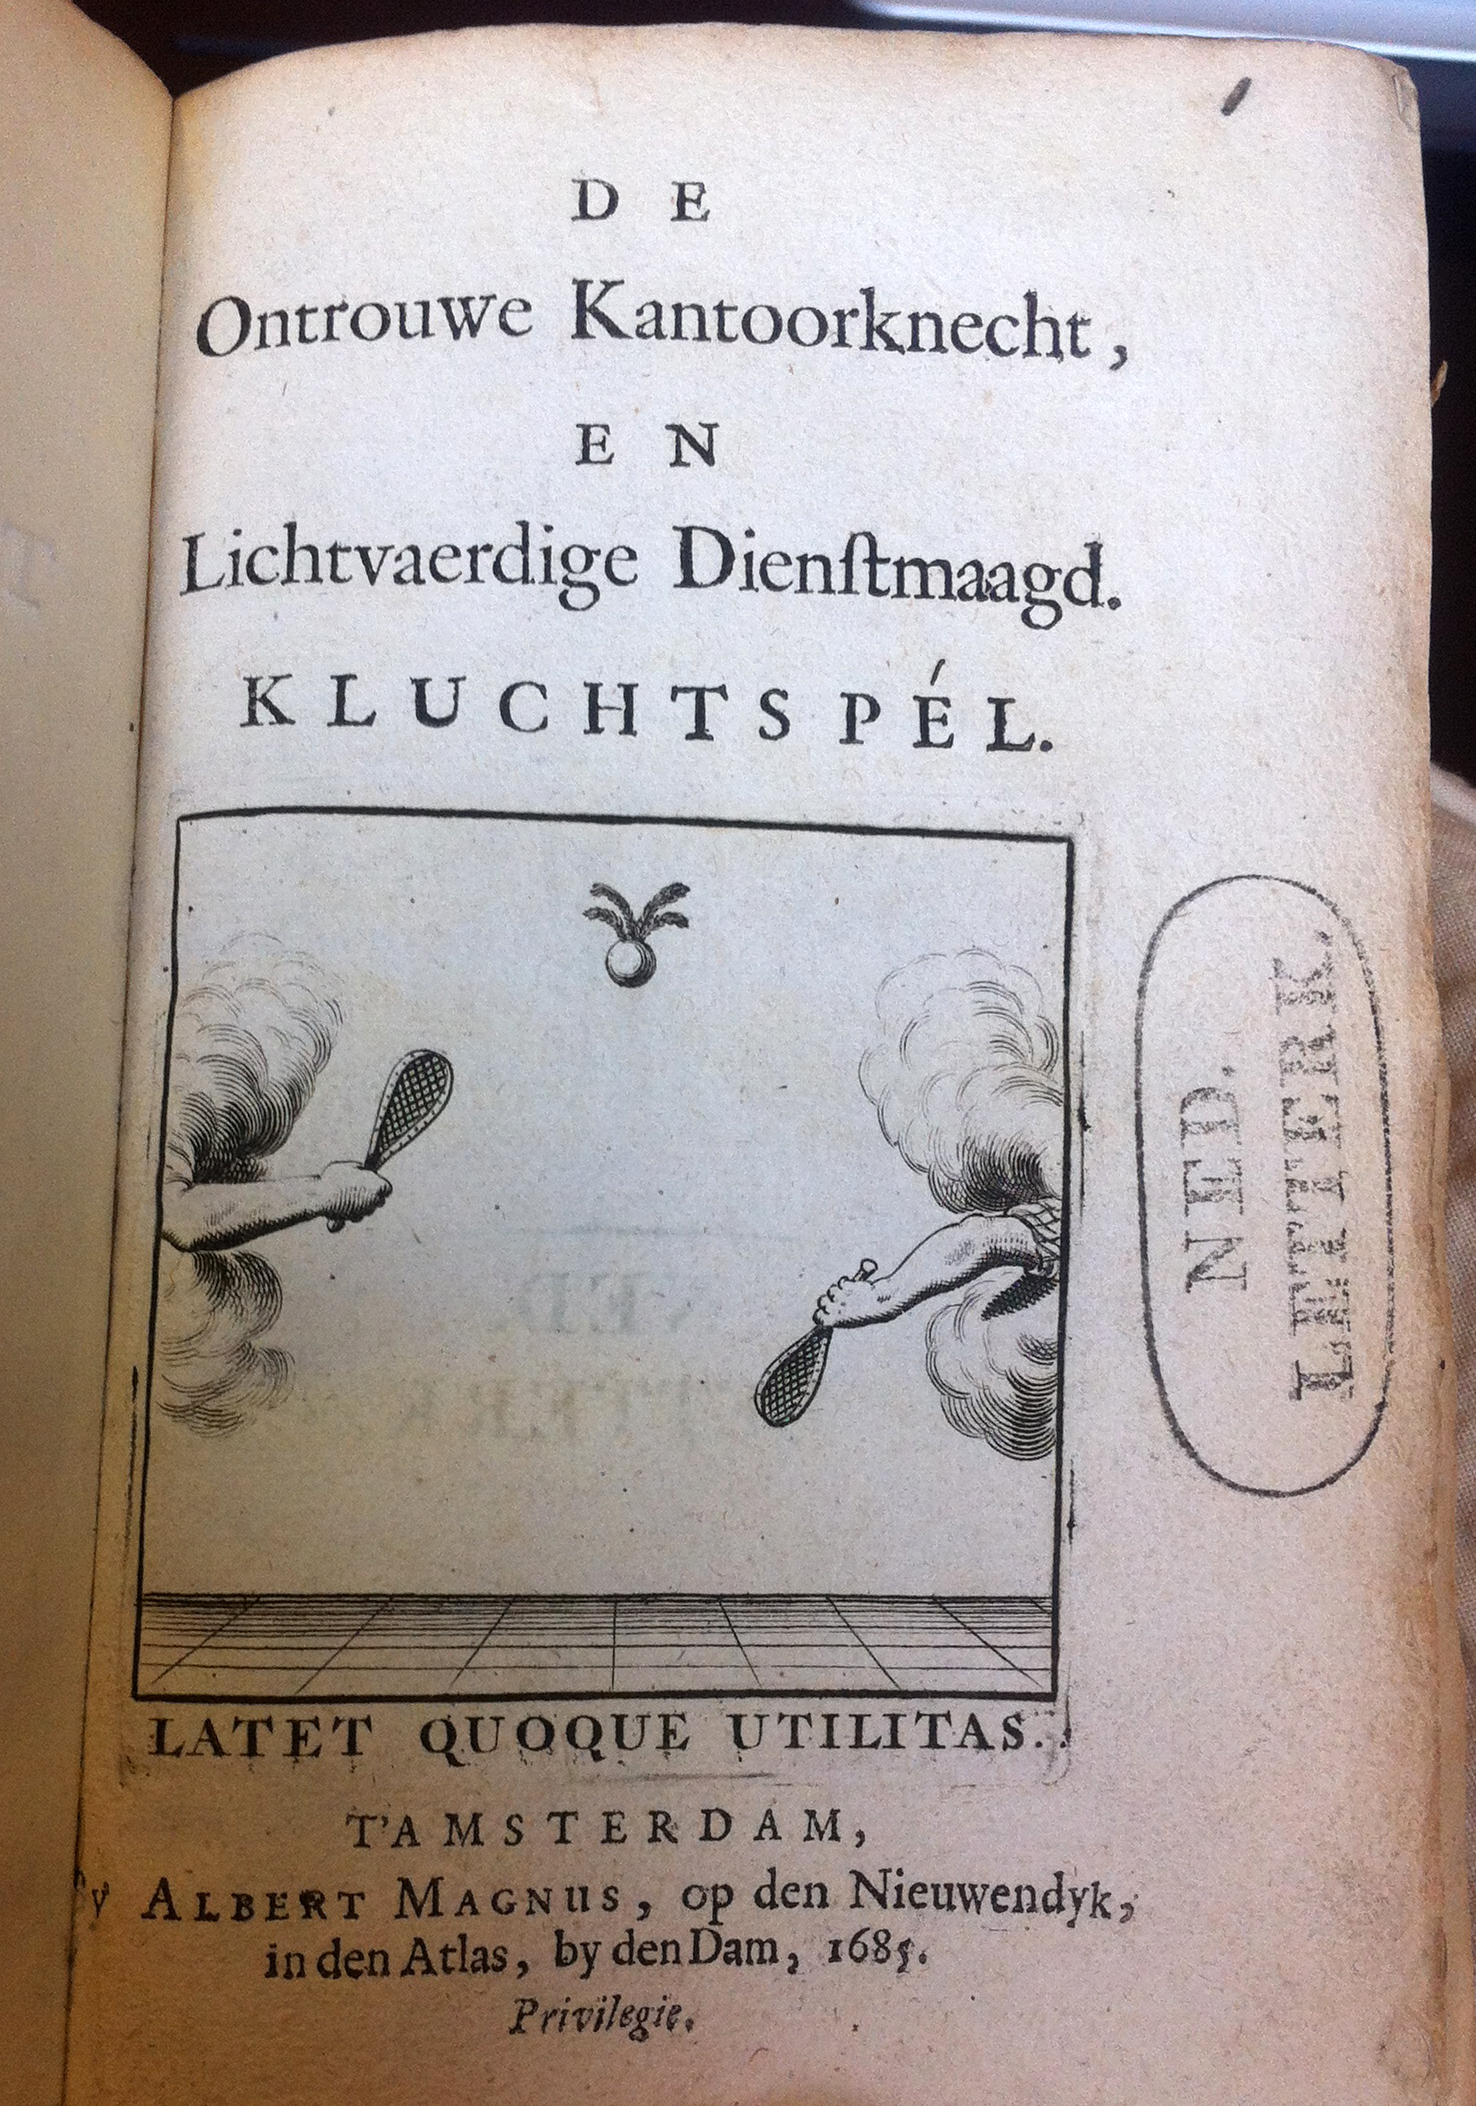 DE
Ontrouwe Kantoorknecht,
EN
Lichtvaerdige Dienſtmaagd.
KLUCHTSPÉL.
LATET QUOQUE UTILITAS.
T'AMSTERDAM,
y ALBERT MAGNUS, op den Nieuwendyk,
in den Atlas, by den Dam, 1685.
Privilegie.
NED.
LETTERK.